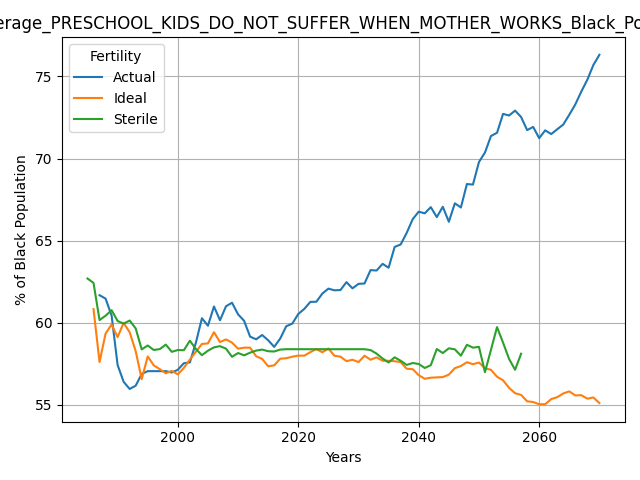 erage_PRESCHOOL_KIDS_DO_NOT_SUFFER_WHEN_MOTHER_WORKS_Black_Po
Fertility
Actual
Ideal
Sterile
75
70
65
60
55
% of Black Population
2000 2020 2040 2060
Years